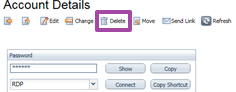 Account Details
Edit Change Delete Move Send Link Refresh
Password
****** Show Copy
RDP Connect Copy Shortcut